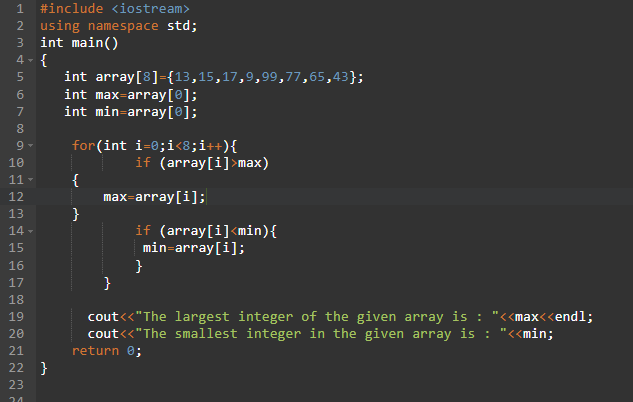 1 #include <iostream>
2 using namespace std;
3 int main()
4 {
5 int array[8]={13,15,17,9,99,77,65,43};
6 int max=array[0];
7 int min=array[0];
8
9 for(int i=0;i<8;i++){
10 if (array[i]>max)
11 {
12 max=array[i];
13 }
14 if (array[i]<min){
15 min=array[i];
16 }
17 }
18
19 cout<<"The largest integer of the given array is : "<<max<<endl;
20 cout<<"The smallest integer in the given array is : "<<min;
21 return 0;
22 }
23
24